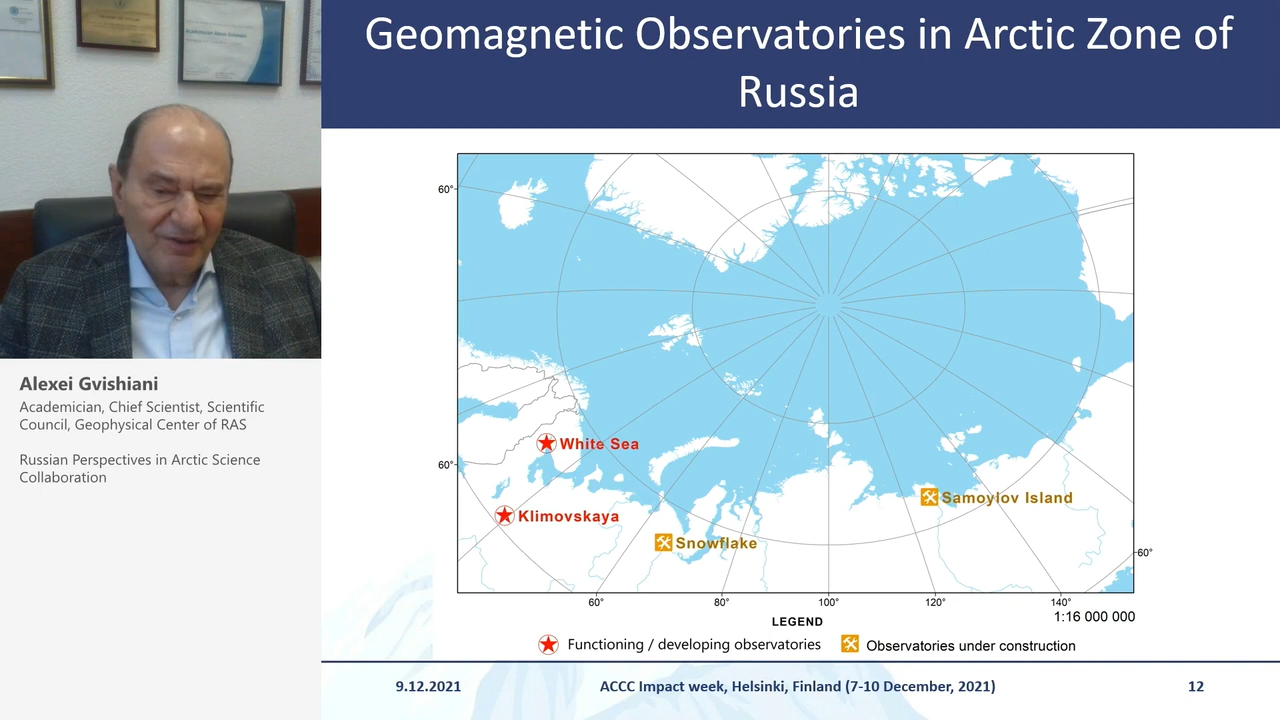 Geomagnetic Observatories in Arctic Zone of
Russia
Alexei Gvishiani
Academician, Chief Scientist, Scientific
Council, Geophysical Center of RAS
Russian Perspectives in Arctic Science
Collaboration
60°
60°
White Sea
Klimovskaya
Snowflake
Samoylov Island
60°
60°
80°
100°
120°
140°
1:16 000 000
LEGEND
Functioning / developing observatories
Observatories under construction
9.12.2021
ACCC Impact week, Helsinki, Finland (7-10 December, 2021)
12